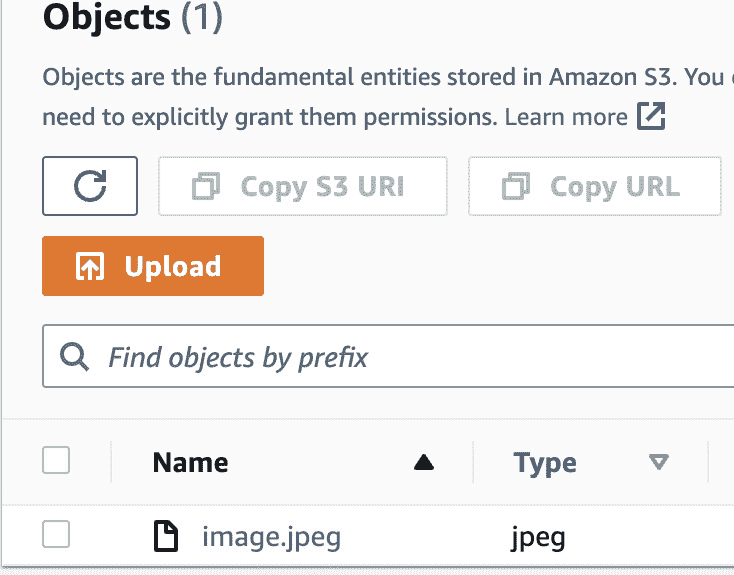 Objects (1)
Objects are the fundamental entities stored in Amazon S3. You
need to explicitly grant them permissions. Learn more
Copy S3 URI
Copy URL
Upload
Find objects by prefix
Name
Type
image.jpeg
jpeg